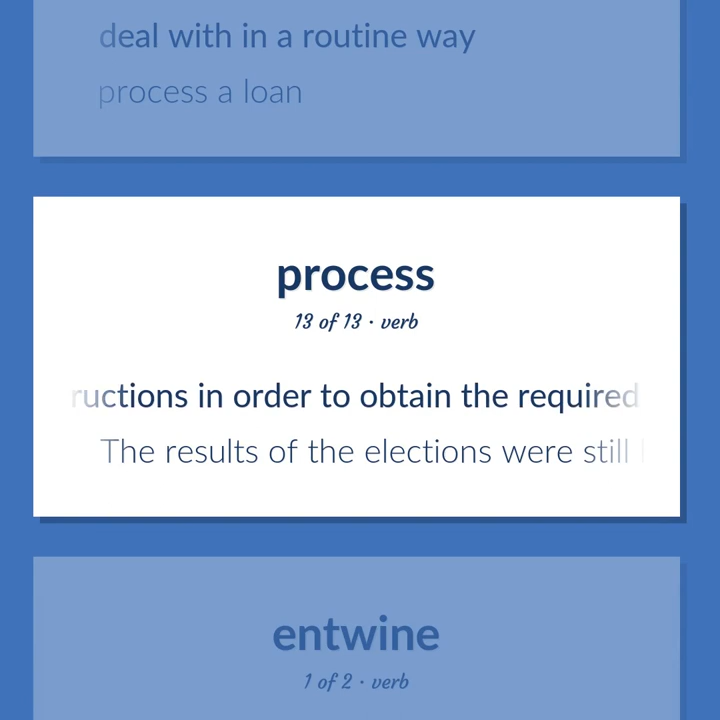 deal with in a routine way
process a loan
process
13 of 13 · verb
ructions in order to obtain the required
The results of the elections were still
entwine
1 of 2 · verb